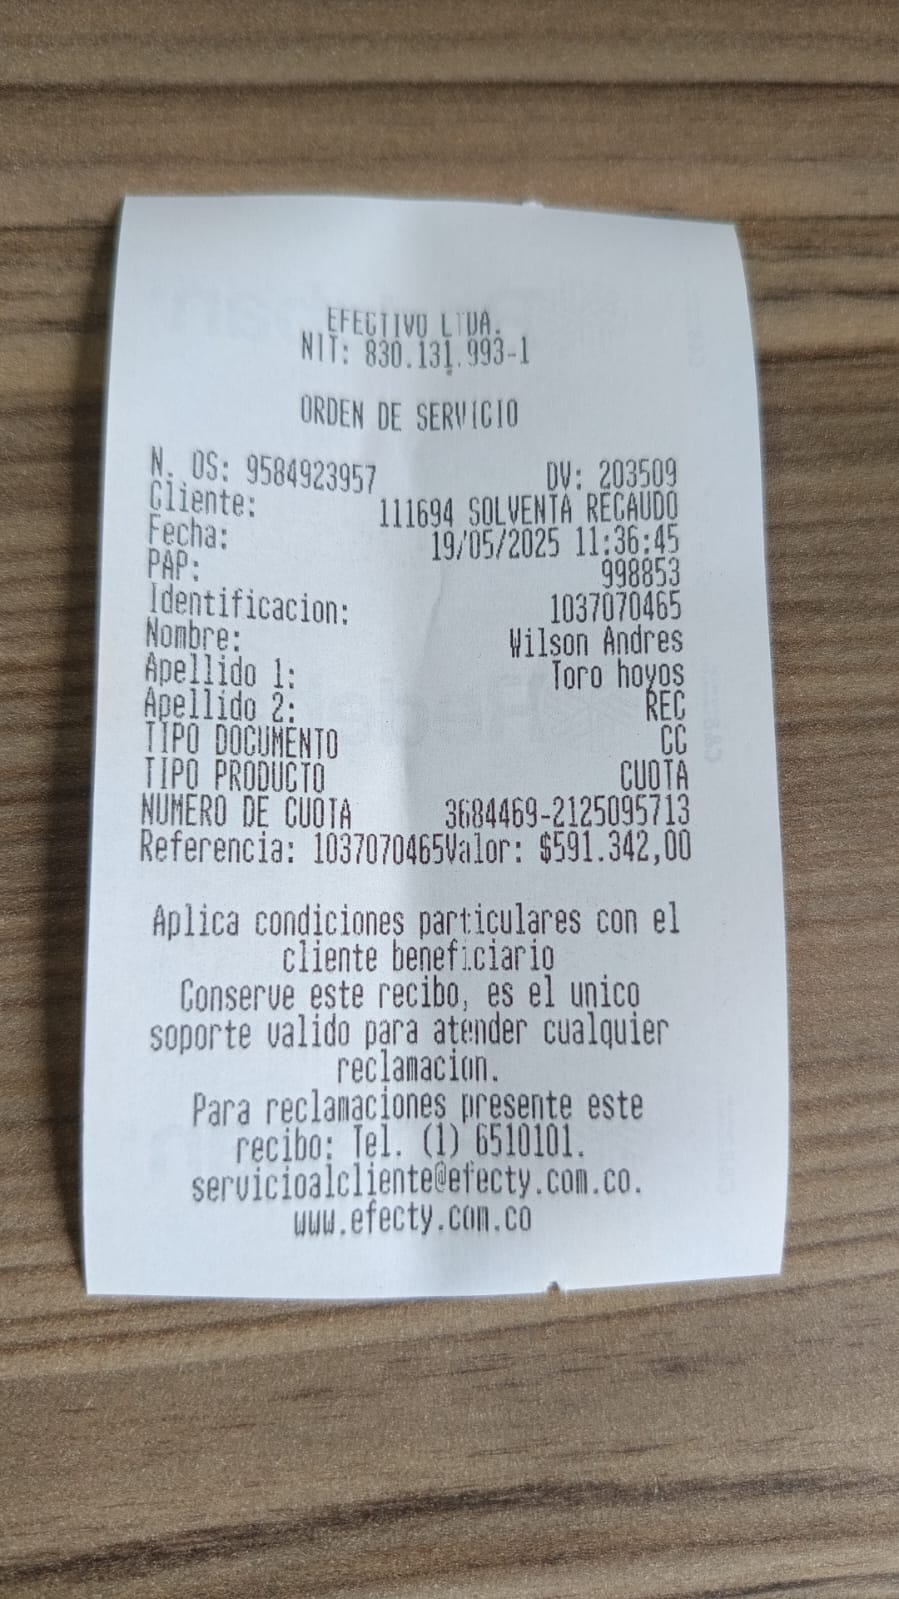 EFECTIVO LTDA.
NIT: 830.131.993-1
ORDEN DE SERVICIO
N. OS: 9584923957 DV: 203509
Cliente: 111694 SOLVENTA RECAUDO
Fecha: 19/05/2025 11:36:45
PAP: 998853
Identificacion: 1037070465
Nombre: Wilson Andres
Apellido 1: Toro hoyos
Apellido 2: REC
TIPO DOCUMENTO CC
TIPO PRODUCTO CUOTA
NUMERO DE CUOTA 3684469-2125095713
Referencia: 1037070465Valor: $591.342,00
Aplica condiciones particulares con el
cliente beneficiario
Conserve este recibo, es el unico
soporte valido para atender cualquier
reclamacion.
Para reclamaciones presente este
recibo: Tel. (1) 6510101.
servicioalcliente@efecty.com.co.
www.efecty.com.co